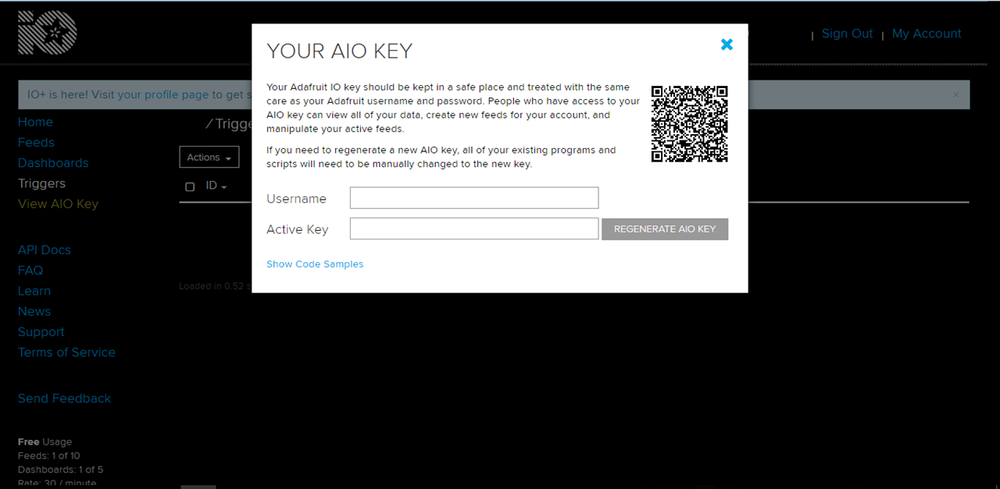 iO
Sign Out | My Account
YOUR AIO KEY
Your Adafruit IO key should be kept in a safe place and treated with the same
care as your Adafruit username and password. People who have access to your
AIO key can view all of your data, create new feeds for your account, and
manipulate your active feeds.
If you need to regenerate a new AIO key, all of your existing programs and
scripts will need to be manually changed to the new key.
Username
Active Key
REGENERATE AIO KEY
Show Code Samples
IO+ is here! Visit your profile page to get
Home
Feeds
Dashboards
Triggers
View AIO Key
API Docs
FAQ
Learn
News
Support
Terms of Service
Send Feedback
Free Usage
Feeds: 1 of 10
Dashboards: 1 of 5
Rate: 30 / minute
/ Trigge
Actions
ID
Loaded in 0.52 s